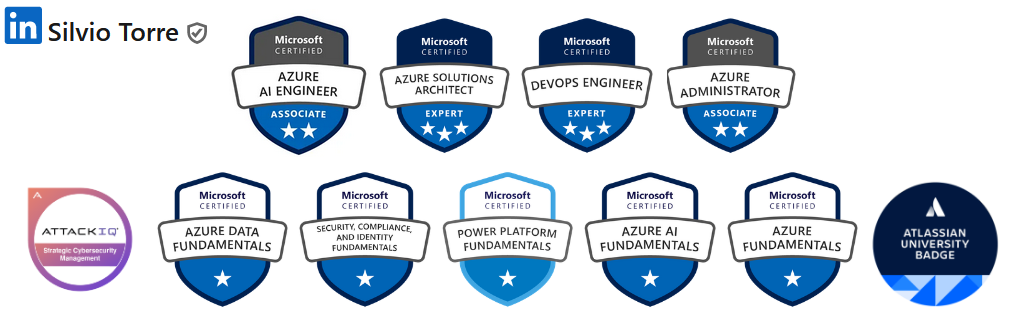 in Silvio Torre
Microsoft
CERTIFIED
AZURE
AI ENGINEER
ASSOCIATE
Microsoft
CERTIFIED
AZURE SOLUTIONS
ARCHITECT
EXPERT
Microsoft
CERTIFIED
DEVOPS ENGINEER
EXPERT
Microsoft
CERTIFIED
AZURE
ADMINISTRATOR
ASSOCIATE
ATTACKIQ
Strategic Cybersecurity
Management
Microsoft
CERTIFIED
AZURE DATA
FUNDAMENTALS
Microsoft
CERTIFIED
SECURITY, COMPLIANCE,
AND IDENTITY
FUNDAMENTALS
Microsoft
CERTIFIED
POWER PLATFORM
FUNDAMENTALS
Microsoft
CERTIFIED
AZURE AI
FUNDAMENTALS
Microsoft
CERTIFIED
AZURE
FUNDAMENTALS
ATLASSIAN
UNIVERSITY
BADGE